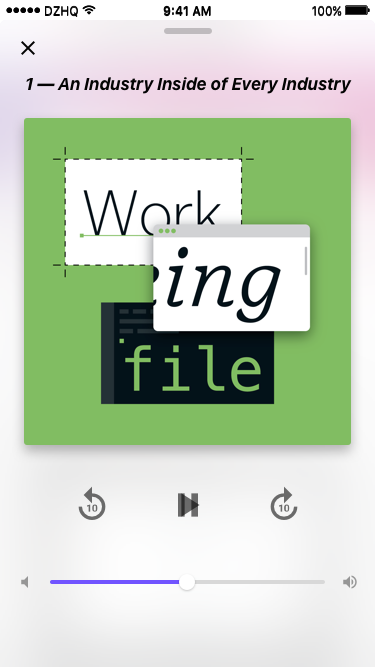 DZHQ 9:41 AM 100%
1 — An Industry Inside of Every Industry
Work
ing
file
10 10